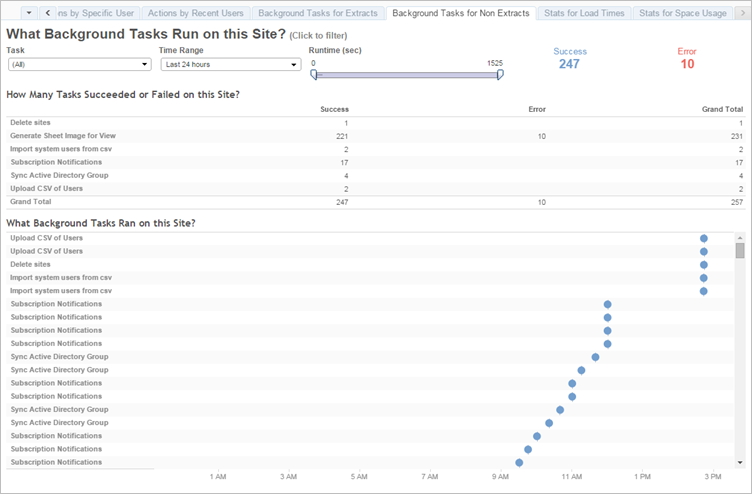 ns by Specific User Actions by Recent Users Background Tasks for Extracts Background Tasks for Non Extracts Stats for Load Times Stats for Space Usage
What Background Tasks Run on this Site? (Click to filter)
Task Time Range Runtime (sec) Success Error
(All) Last 24 hours 0 1525 247 10
How Many Tasks Succeeded or Failed on this Site?
Success Error Grand Total
Delete sites 1 1
Generate Sheet Image for View 221 10 231
Import system users from csv 2 2
Subscription Notifications 17 17
Sync Active Directory Group 4 4
Upload CSV of Users 2 2
Grand Total 247 10 257
What Background Tasks Ran on this Site?
Upload CSV of Users
Upload CSV of Users
Delete sites
Import system users from csv
Import system users from csv
Subscription Notifications
Subscription Notifications
Subscription Notifications
Subscription Notifications
Sync Active Directory Group
Sync Active Directory Group
Subscription Notifications
Subscription Notifications
Sync Active Directory Group
Sync Active Directory Group
Subscription Notifications
Subscription Notifications
Subscription Notifications
1 AM 3 AM 5 AM 7 AM 9 AM 11 AM 1 PM 3 PM